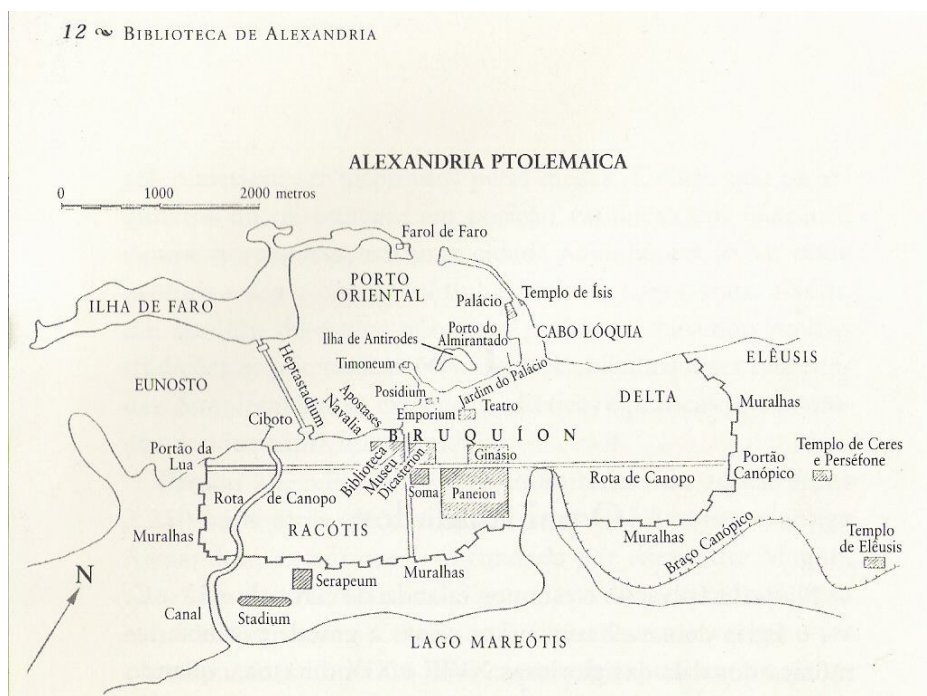 12 ❧ BIBLIOTECA DE ALEXANDRIA
ALEXANDRIA PTOLEMAICA
0 1000 2000 metros
Farol de Faro
PORTO
ORIENTAL
ILHA DE FARO
Palácio
Templo de Ísis
Porto do
Almirantado
CABO LÓQUIA
Ilha de Antirodes
Timoneum
ELÊUSIS
EUNOSTO
Heptastadium
Apostases
Navalia
Posidium
Jardim do Palácio
Emporium
Teatro
DELTA
Muralhas
Ciboto
BRUQUÍON
Portão da
Lua
Biblioteca
Museu
Dicasterion
Ginásio
Portão
Canópico
Templo de Ceres
e Perséfone
Rota de Canopo
Soma
Paneion
Rota de Canopo
RACÓTIS
Muralhas
Muralhas
Braço Canópico
Templo
de Elêusis
N
Serapeum
Muralhas
Canal
Stadium
LAGO MAREÓTIS